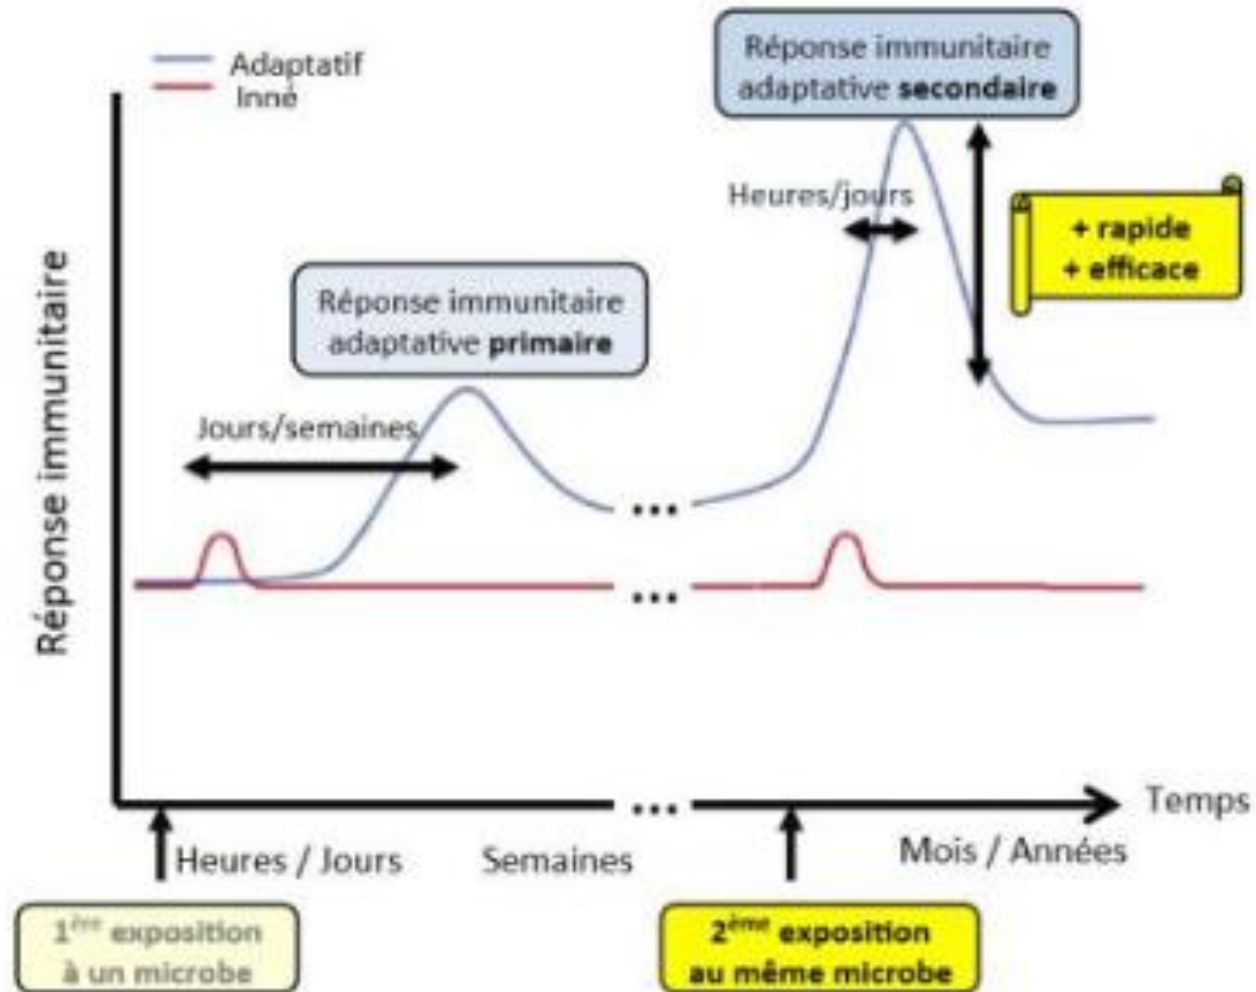 Adaptatif
Inné
Réponse immunitaire
adaptative secondaire
Heures/jours
+ rapide
+ efficace
Réponse immunitaire
adaptative primaire
Jours/semaines
Réponse immunitaire
...
...
...
Temps
Heures / Jours
Semaines
Mois / Années
1ère exposition
à un microbe
2ème exposition
au même microbe